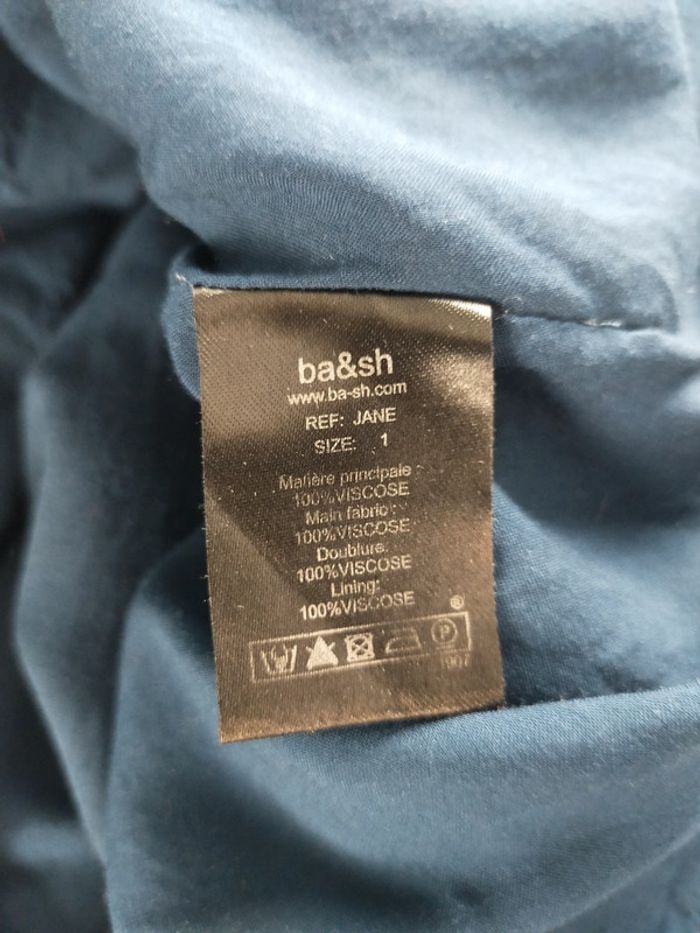 ba&sh
www.ba-sh.com
REF: JANE
SIZE: 1
Matière principale :
100%VISCOSE
Main fabric :
100%VISCOSE
Doublure:
100%VISCOSE
Lining:
100%VISCOSE
®
P